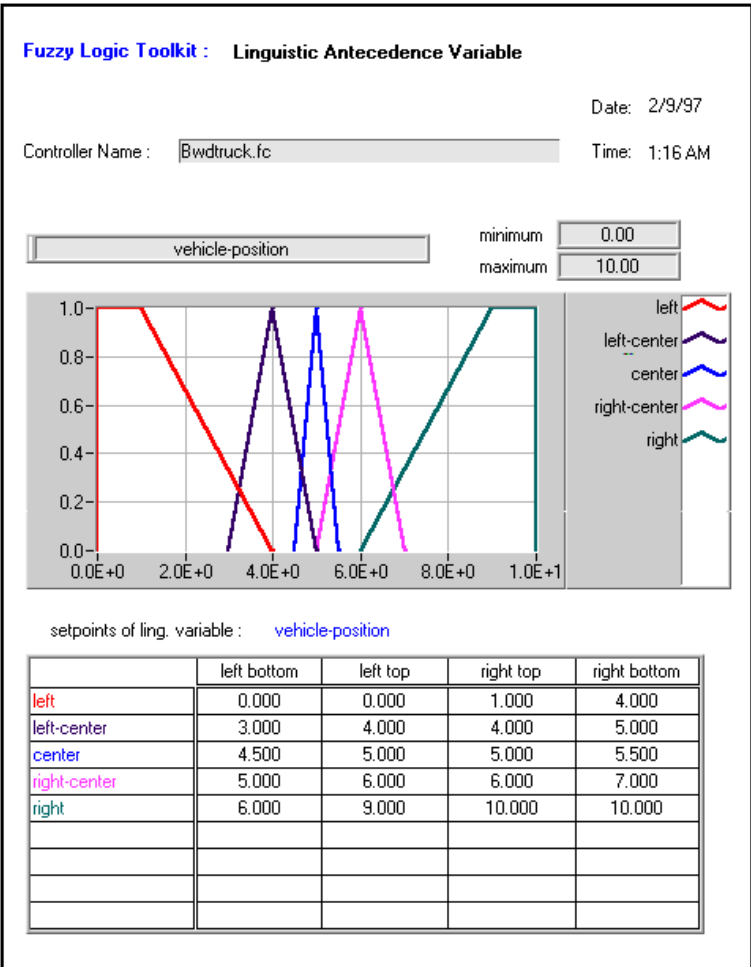 Fuzzy Logic Toolkit : Linguistic Antecedence Variable
Date: 2/9/97
Controller Name : Bwdtruck.fc Time: 1:16 AM
vehicle-position minimum 0.00
maximum 10.00
1.0
0.8
0.6
0.4
0.2
0.0
0.0E+0 2.0E+0 4.0E+0 6.0E+0 8.0E+0 1.0E+1
left
left-center
center
right-center
right
setpoints of ling. variable : vehicle-position
left bottom left top right top right bottom
left 0.000 0.000 1.000 4.000
left-center 3.000 4.000 4.000 5.000
center 4.500 5.000 5.000 5.500
right-center 5.000 6.000 6.000 7.000
right 6.000 9.000 10.000 10.000